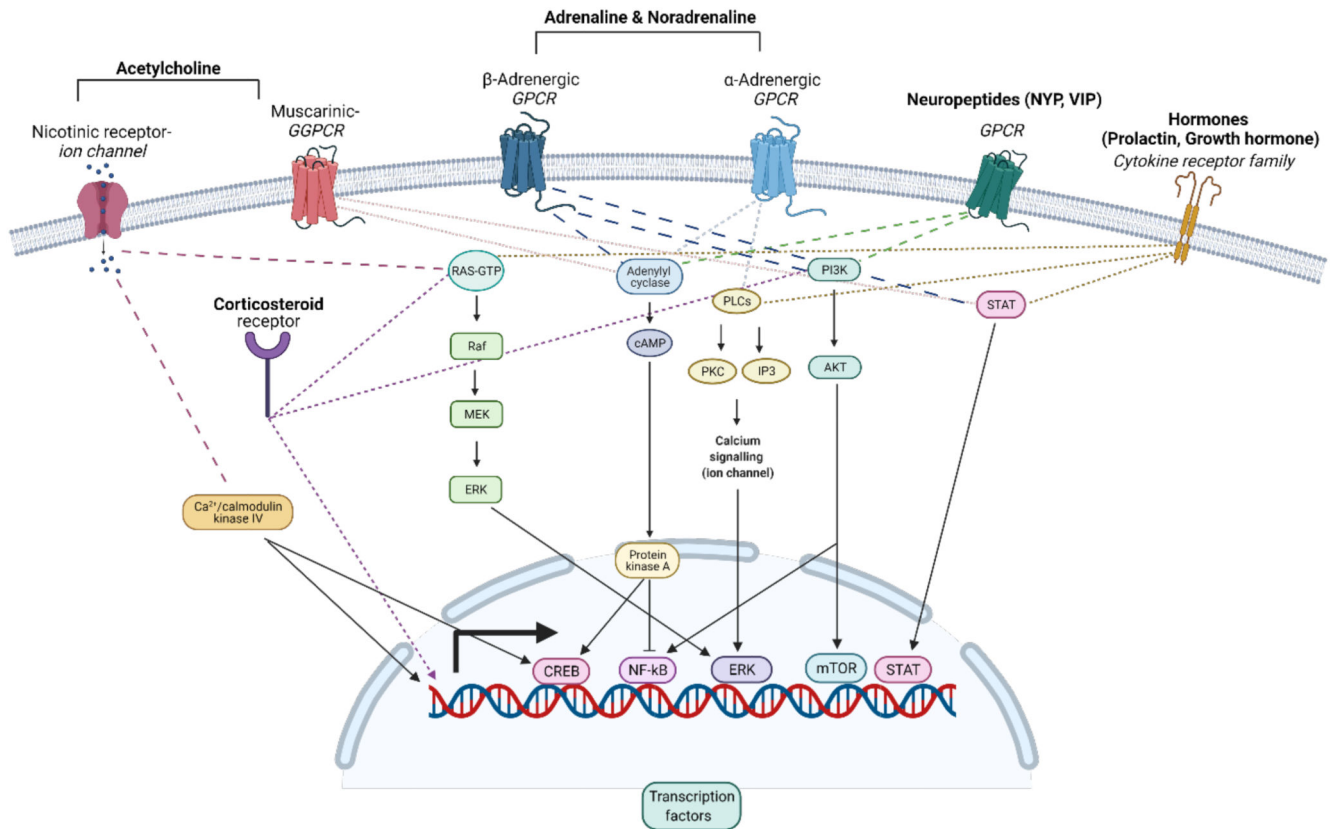 Adrenaline & Noradrenaline
Acetylcholine
β-Adrenergic
GPCR
α-Adrenergic
GPCR
Neuropeptides (NYP, VIP)
GPCR
Hormones
(Prolactin, Growth hormone)
Cytokine receptor family
Nicotinic receptor-
ion channel
Muscarinic-
GGPCR
RAS-GTP
Adenylyl
cyclase
PI3K
PLCs
STAT
Corticosteroid
receptor
Raf
cAMP
PKC
IP3
AKT
MEK
Calcium
signalling
(ion channel)
ERK
Ca²⁺/calmodulin
kinase IV
Protein
kinase A
CREB
NF-kB
ERK
mTOR
STAT
Transcription
factors